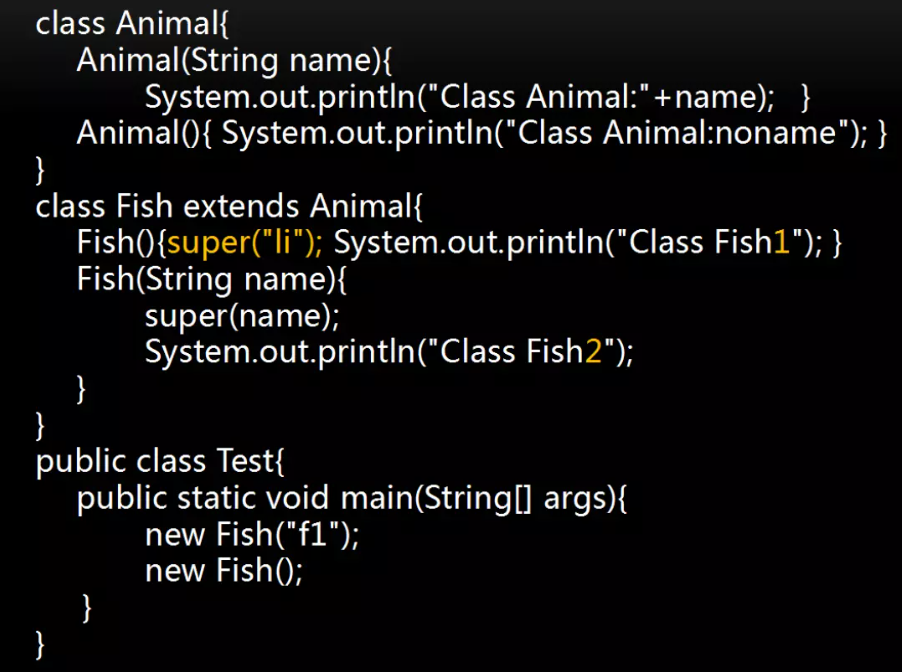 class Animal{
Animal(String name){
System.out.println("Class Animal:"+name); }
Animal(){ System.out.println("Class Animal:noname"); }
}
class Fish extends Animal{
Fish(){super("li"); System.out.println("Class Fish1"); }
Fish(String name){
super(name);
System.out.println("Class Fish2");
}
}
public class Test{
public static void main(String[] args){
new Fish("f1");
new Fish();
}
}